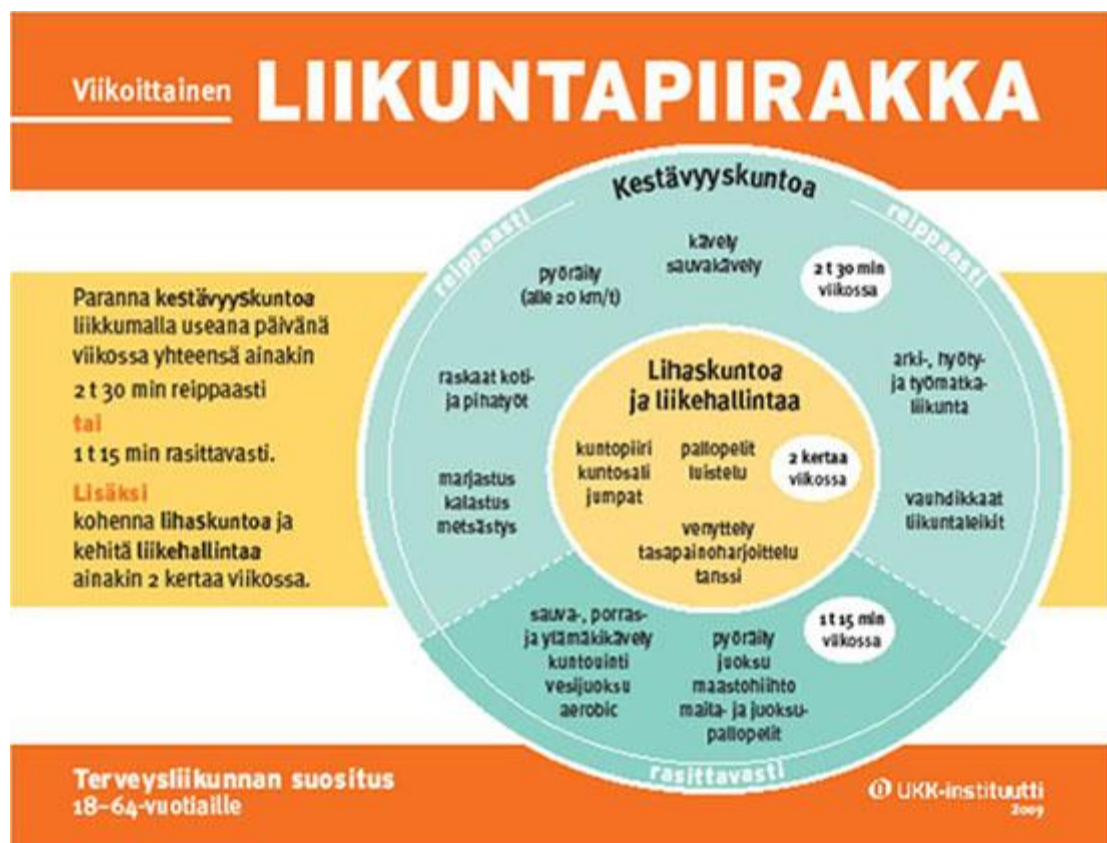 Viikoittainen LIIKUNTAPIIRAKKA
Paranna kestävyyskuntoa
liikkumalla useana päivänä
viikossa yhteensä ainakin
2 t 30 min reippaasti
tai
1 t 15 min rasittavasti.
Lisäksi
kohenna lihaskuntoa ja
kehitä liikehallintaa
ainakin 2 kertaa viikossa.
Kestävyyskuntoa
reippaasti
reippaasti
kävely
sauvakävely
2 t 30 min
viikossa
pyöräily
(alle 20 km/t)
raskaat koti-
ja pihatyöt
marjastus
kalastus
metsästys
arki-, hyöty-
ja työmatka-
liikunta
vauhdikkaat
liikuntaleikit
Lihaskuntoa
ja liikehallintaa
kuntopiiri
kuntosali
jumpat
pallopelit
luistelu
2 kertaa
viikossa
venyttely
tasapainoharjoittelu
tanssi
sauva-, porras-
ja ylämäkikävely
kuntouinti
vesijuoksu
aerobic
pyöräily
juoksu
maastohiihto
maila- ja juoksu-
pallopelit
1 t 15 min
viikossa
rasittavasti
Terveysliikunnan suositus
18–64-vuotiaille
UKK-instituutti
2009